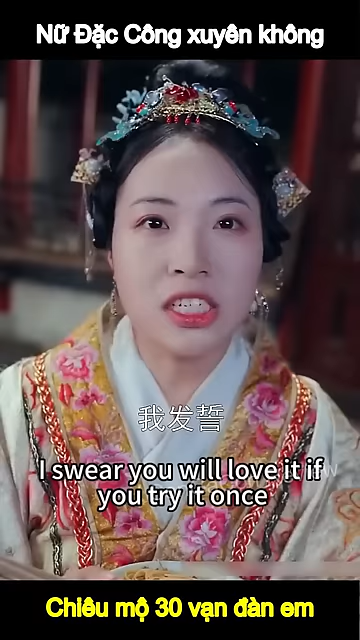 Nữ Đặc Công xuyên không
我发誓
I swear you will love it if
you try it once
Chiêu mộ 30 vạn đàn em